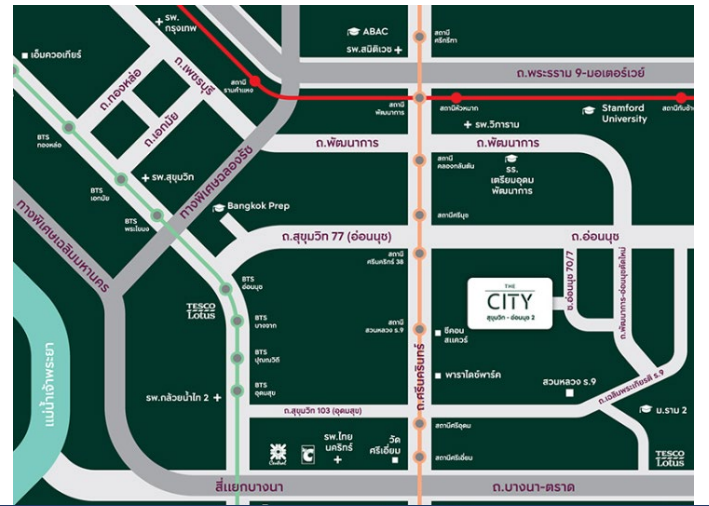 รพ.
กรุงเทพ
ABAC
รพ.สมิติเวช
สถานี
ศรีกรีฑา
เอ็มควอเทียร์
ถ.เพชรบุรี
ถ.ทองหล่อ
ถ.เอกมัย
สถานี
รามคำแหง
ถ.พระราม 9-มอเตอร์เวย์
สถานี
พัฒนาการ
สถานีหัวหมาก
Stamford
University
BTS
ทองหล่อ
ถ.พัฒนาการ
รพ.วิภาราม
ถ.พัฒนาการ
สถานี
คลองกลันตัน
รร.
เตรียมอุดม
พัฒนาการ
รพ.สุขุมวิท
BTS
เอกมัย
ทางพิเศษฉลองรัช
Bangkok Prep
BTS
พระโขนง
สถานีศรีนุช
ทางพิเศษเฉลิมมหานคร
ถ.สุขุมวิท 77 (อ่อนนุช)
ถ.อ่อนนุช
สถานี
ศรีนครินทร์ 38
BTS
อ่อนนุช
ซ.อ่อนนุช 70/7
ถ.พัฒนาการ-อ่อนนุชตัดใหม่
THE
CITY
สุขุมวิท - อ่อนนุช 2
TESCO
Lotus
BTS
บางจาก
สถานี
สวนหลวง ร.9
ซีคอน
สแควร์
BTS
ปุณณวิถี
แม่น้ำเจ้าพระยา
ถ.ศรีนครินทร์
พาราไดซ์พาร์ค
สวนหลวง ร.9
ถ.เฉลิมพระเกียรติ ร.9
BTS
อุดมสุข
รพ.กล้วยน้ำไท 2
ถ.สุขุมวิท 103 (อุดมสุข)
ม.ราม 2
สถานีศรีอุดม
Central
รพ.ไทย
นครินทร์
วัด
ศรีเอี่ยม
สถานีศรีเอี่ยม
TESCO
Lotus
สี่แยกบางนา
ถ.บางนา-ตราด